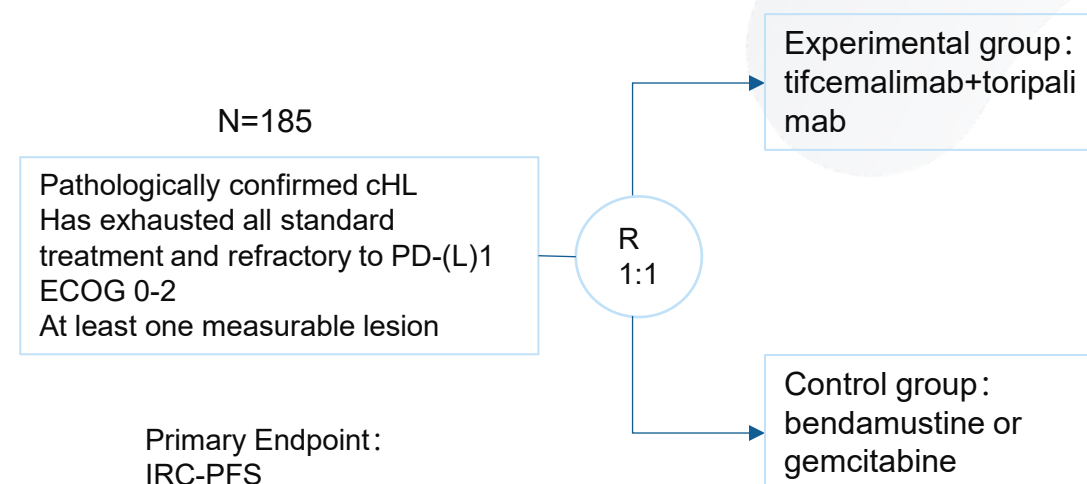 N=185
Pathologically confirmed cHL
Has exhausted all standard
treatment and refractory to PD-(L)1
ECOG 0-2
At least one measurable lesion
Primary Endpoint：
IRC-PFS
R
1:1
Experimental group：
tifcemalimab+toripali
mab
Control group：
bendamustine or
gemcitabine